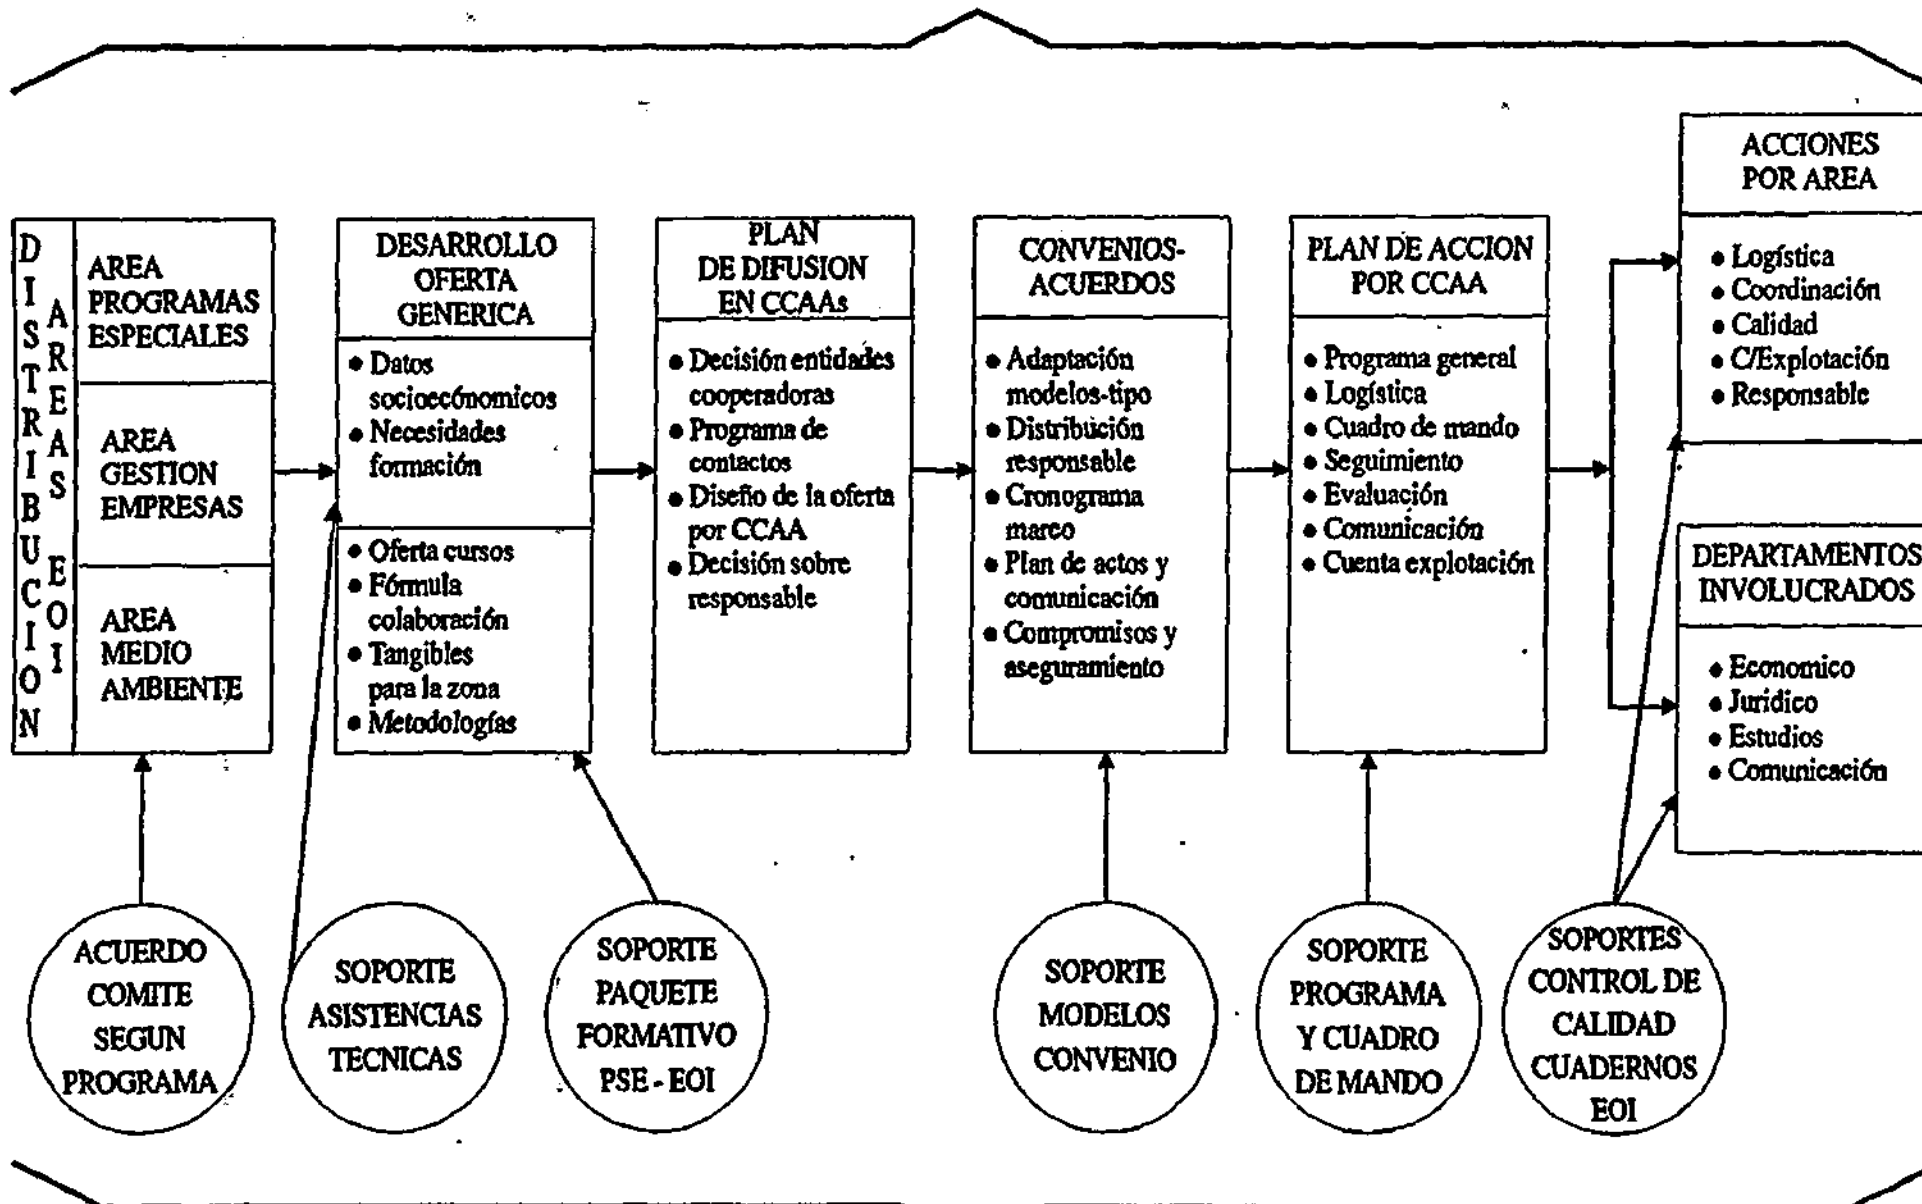 DISTRIBUCION
AREAS EOI
AREA
PROGRAMAS
ESPECIALES
AREA
GESTION
EMPRESAS
AREA
MEDIO
AMBIENTE
DESARROLLO
OFERTA
GENERICA
• Datos
socioecónomicos
• Necesidades
formación
• Oferta cursos
• Fórmula
colaboración
• Tangibles
para la zona
• Metodologías
PLAN
DE DIFUSION
EN CCAAs
• Decisión entidades
cooperadoras
• Programa de
contactos
• Diseño de la oferta
por CCAA
• Decisión sobre
responsable
CONVENIOS-
ACUERDOS
• Adaptación
modelos-tipo
• Distribución
responsable
• Cronograma
marco
• Plan de actos y
comunicación
• Compromisos y
aseguramiento
PLAN DE ACCION
POR CCAA
• Programa general
• Logística
• Cuadro de mando
• Seguimiento
• Evaluación
• Comunicación
• Cuenta explotación
ACCIONES
POR AREA
• Logística
• Coordinación
• Calidad
• C/Explotación
• Responsable
DEPARTAMENTOS
INVOLUCRADOS
• Economico
• Jurídico
• Estudios
• Comunicación
ACUERDO
COMITE
SEGUN
PROGRAMA
SOPORTE
ASISTENCIAS
TECNICAS
SOPORTE
PAQUETE
FORMATIVO
PSE - EOI
SOPORTE
MODELOS
CONVENIO
SOPORTE
PROGRAMA
Y CUADRO
DE MANDO
SOPORTES
CONTROL DE
CALIDAD
CUADERNOS
EOI